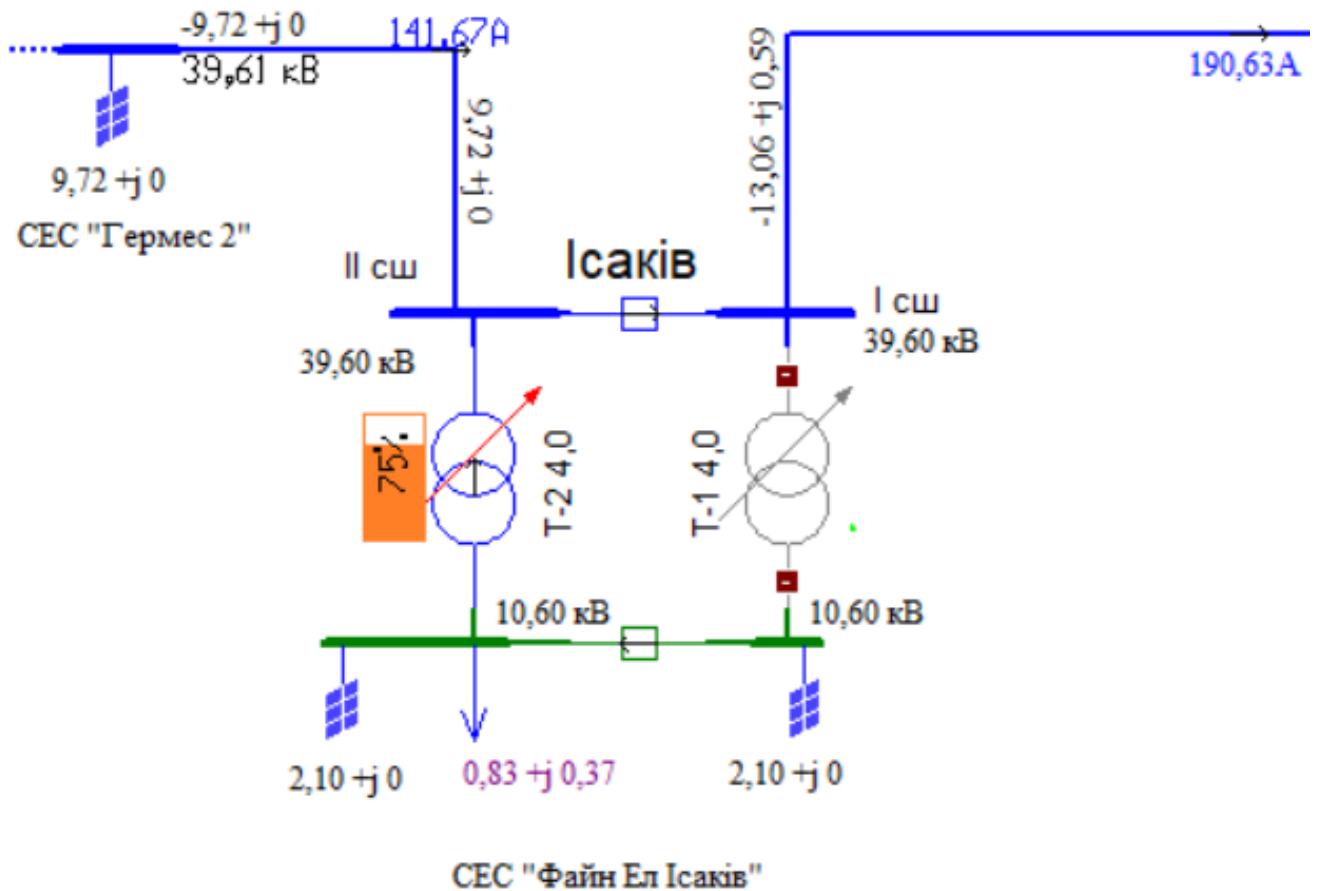 -9,72 +j 0
141,67А
39,61 кВ
9,72 +j 0
СЕС "Гермес 2"
9,72 +j 0
-13,06 +j 0,59
190,63А
ІІ сш
Ісаків
І сш
39,60 кВ
39,60 кВ
75%
Т-2 4,0
Т-1 4,0
10,60 кВ
10,60 кВ
2,10 +j 0
0,83 +j 0,37
2,10 +j 0
СЕС "Файн Ел Ісаків"